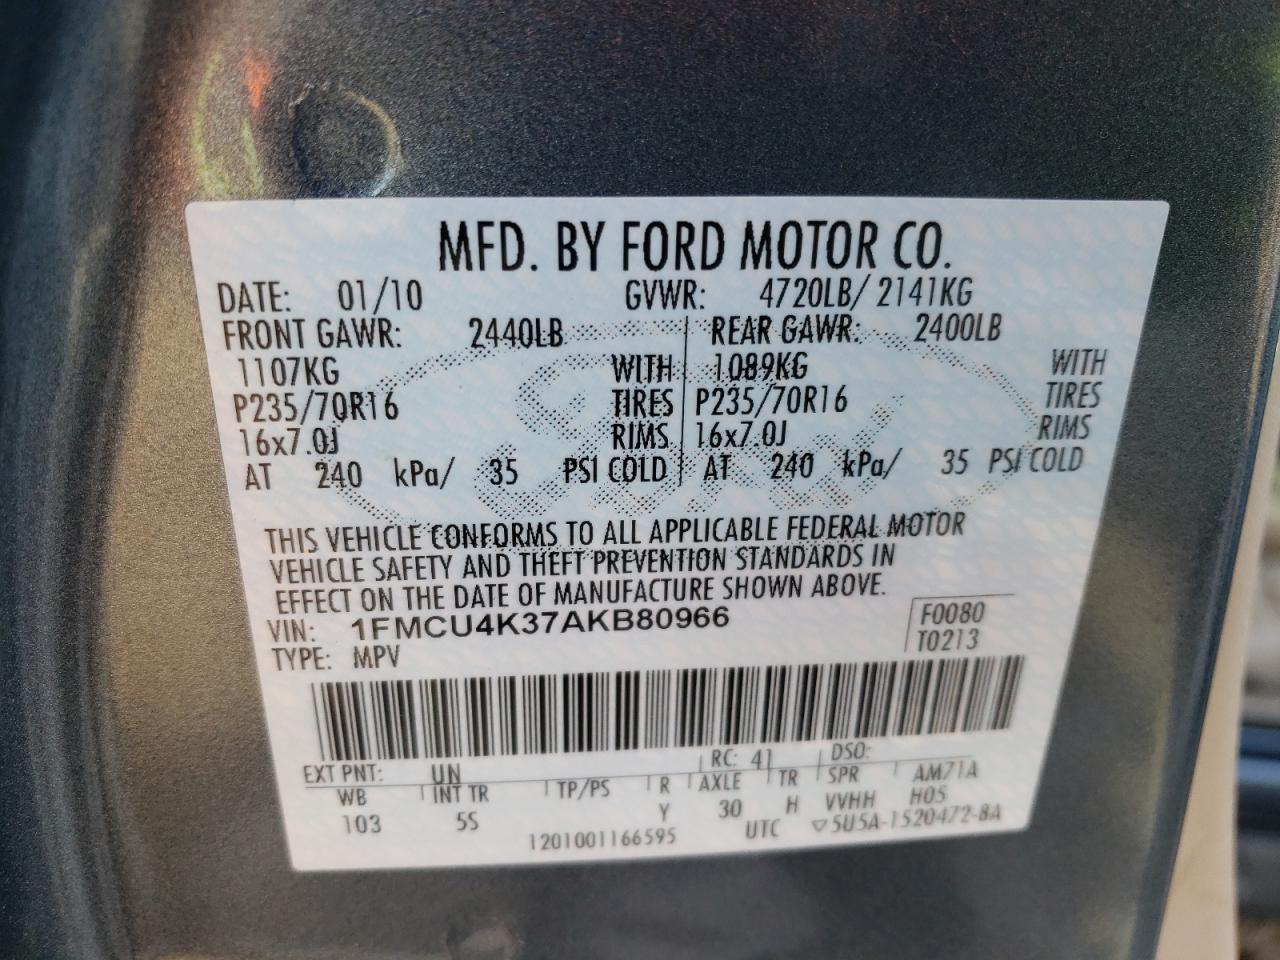 MFD. BY FORD MOTOR CO.
DATE: 01/10 GVWR: 4720LB/ 2141KG
FRONT GAWR: 2440LB REAR GAWR: 2400LB
1107KG WITH 1089KG WITH
P235/70R16 TIRES P235/70R16 TIRES
16x7.0J RIMS 16x7.0J RIMS
AT 240 kPa/ 35 PSI COLD AT 240 kPa/ 35 PSI COLD
THIS VEHICLE CONFORMS TO ALL APPLICABLE FEDERAL MOTOR
VEHICLE SAFETY AND THEFT PREVENTION STANDARDS IN
EFFECT ON THE DATE OF MANUFACTURE SHOWN ABOVE.
VIN: 1FMCU4K37AKB80966 F0080
TYPE: MPV T0213
EXT PNT: UN RC: 41 DSO:
WB INT TR TP/PS R AXLE TR SPR AM71A
103 5S Y 30 H VVHH H05
1201001166595 UTC ▽5U5A-1520472-8A